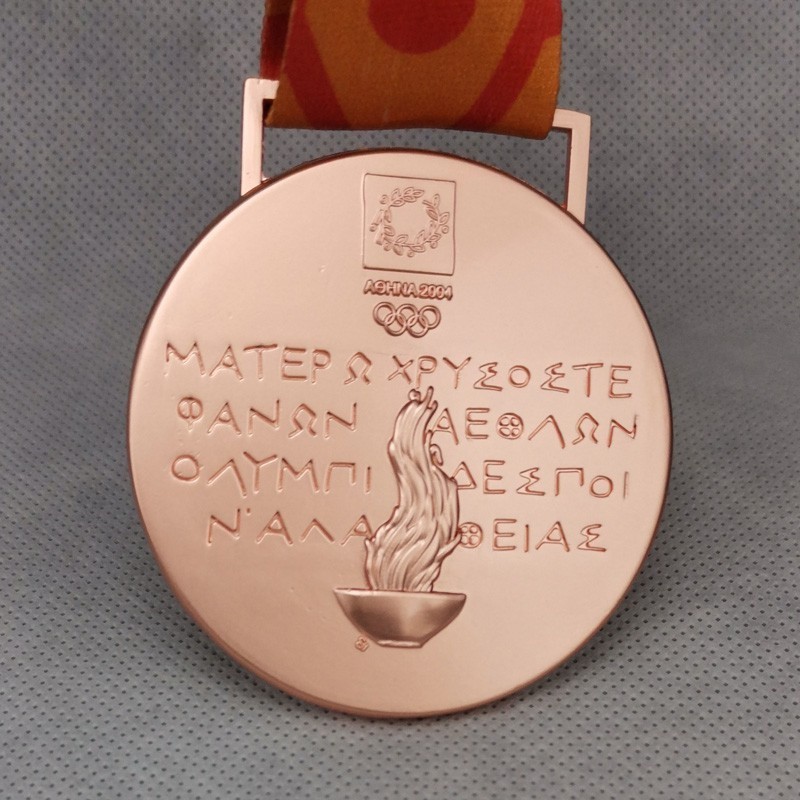 ΑΘΗΝΑ 2004
ΜΑΤΕΡ Ω ΧΡΥΣΟΣΤΕ
ΦΑΝΩΝ ΑΕΘΛΩΝ
ΟΛΥΜΠΙ ΔΕΣΠΟΙ
Ν'ΑΛΑ ΘΕΙΑΣ